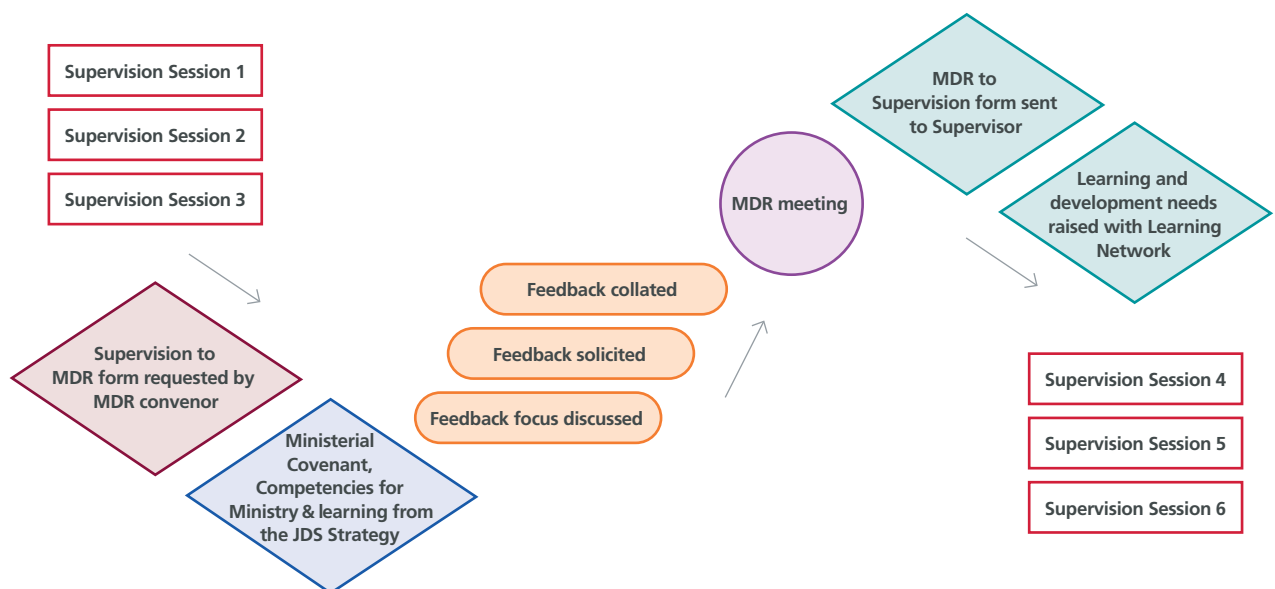 Supervision Session 1
Supervision Session 2
Supervision Session 3
Supervision to
MDR form requested by
MDR convenor
Ministerial
Covenant,
Competencies for
Ministry & learning from
the JDS Strategy
Feedback collated
Feedback solicited
Feedback focus discussed
MDR meeting
MDR to
Supervision form sent
to Supervisor
Learning and
development needs
raised with Learning
Network
Supervision Session 4
Supervision Session 5
Supervision Session 6